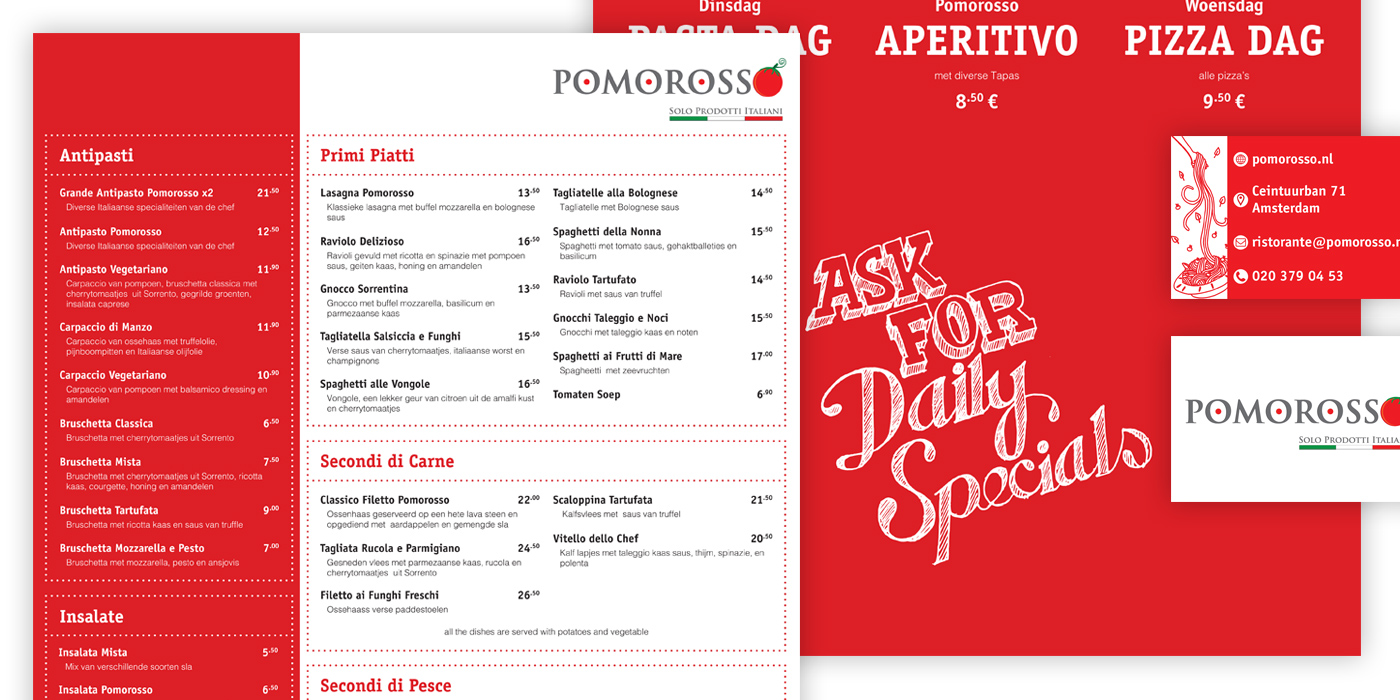 Dinsdag
PASTA DAG
Pomorosso
APERITIVO
met diverse Tapas
8.50 €
Woensdag
PIZZA DAG
alle pizza's
9.50 €
POMOROSSO
SOLO PRODOTTI ITALIANI
Antipasti
Grande Antipasto Pomorosso x2 21.50
Diverse Italiaanse specialiteiten van de chef
Antipasto Pomorosso 12.50
Diverse Italiaanse specialiteiten van de chef
Antipasto Vegetariano 11.90
Carpaccio van pompoen, bruschetta classica met
cherrytomaatjes uit Sorrento, gegrilde groenten,
insalata caprese
Carpaccio di Manzo 11.90
Carpaccio van ossehaas met truffelolie,
pijnboompitten en Italiaanse olijfolie
Carpaccio Vegetariano 10.90
Carpaccio van pompoen met balsamico dressing en
amandelen
Bruschetta Classica 6.50
Bruschetta met cherrytomaatjes uit Sorrento
Bruschetta Mista 7.50
Bruschetta met cherrytomaatjes uit Sorrento, ricotta
kaas, courgette, honing en amandelen
Bruschetta Tartufata 9.00
Bruschetta met ricotta kaas en saus van truffle
Bruschetta Mozzarella e Pesto 7.00
Bruschetta met mozzarella, pesto en ansjovis
Insalate
Insalata Mista 5.50
Mix van verschillende soorten sla
Insalata Pomorosso 6.50
Primi Piatti
Lasagna Pomorosso 13.50
Klassieke lasagna met buffel mozzarella en bolognese
saus
Raviolo Delizioso 16.50
Ravioli gevuld met ricotta en spinazie met pompoen
saus, geiten kaas, honing en amandelen
Gnocco Sorrentina 13.50
Gnocco met buffel mozzarella, basilicum en
parmezaanse kaas
Tagliatella Salsiccia e Funghi 15.50
Verse saus van cherrytomaatjes, italiaanse worst en
champignons
Spaghetti alle Vongole 16.50
Vongole, een lekker geur van citroen uit de amalfi kust
en cherrytomaatjes
Tagliatelle alla Bolognese 14.50
Tagliatelle met Bolognese saus
Spaghetti della Nonna 15.50
Spaghetti met tomato saus, gehaktballeties en
basilicum
Raviolo Tartufato 14.50
Ravioli met saus van truffel
Gnocchi Taleggio e Noci 15.50
Gnocchi met taleggio kaas en noten
Spaghetti ai Frutti di Mare 17.00
Spagheetti met zeevruchten
Tomaten Soep 6.90
Secondi di Carne
Classico Filetto Pomorosso 22.00
Ossenhaas geserveerd op een hete lava steen en
opgediend met aardappelen en gemengde sla
Tagliata Rucola e Parmigiano 24.50
Gesneden vlees met parmezaanse kaas, rucola en
cherrytomaatjes uit Sorrento
Filetto ai Funghi Freschi 26.50
Ossehaass verse paddestoelen
Scaloppina Tartufata 21.50
Kalfsvlees met saus van truffel
Vitello dello Chef 20.50
Kalf lapjes met taleggio kaas saus, thijm, spinazie, en
polenta
all the dishes are served with potatoes and vegetable
Secondi di Pesce
ASK
FOR
Daily
Specials
pomorosso.nl
Ceintuurban 71
Amsterdam
ristorante@pomorosso.n
020 379 04 53
POMOROSSO
SOLO PRODOTTI ITALIA